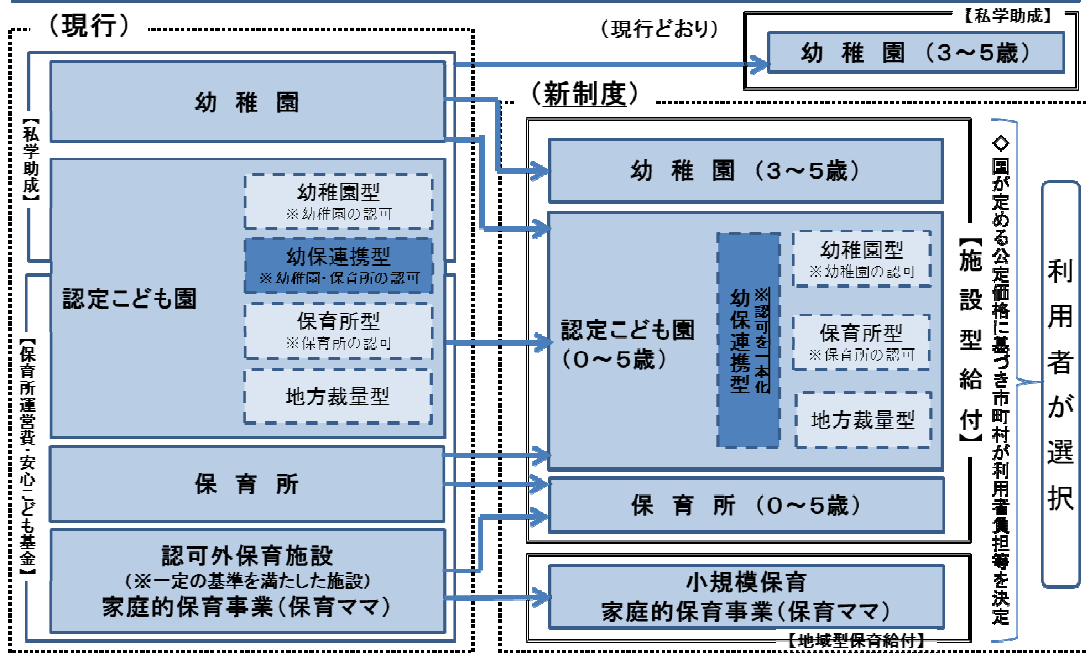 (現行)
【私学助成】
幼稚園
認定こども園
幼稚園型
※幼稚園の認可
幼保連携型
※幼稚園・保育所の認可
保育所型
※保育所の認可
地方裁量型
【保育所運営費・安心こども基金】
保育所
認可外保育施設
(※一定の基準を満たした施設)
家庭的保育事業(保育ママ)
(現行どおり)
【私学助成】
幼稚園(3~5歳)
(新制度)
幼稚園(3~5歳)
認定こども園
(0~5歳)
※認可を一本化
幼保連携型
幼稚園型
※幼稚園の認可
保育所型
※保育所の認可
地方裁量型
保育所(0~5歳)
【施設型給付】
小規模保育
家庭的保育事業(保育ママ)
【地域型保育給付】
◇国が定める公定価格に基づき市町村が利用者負担等を決定
利用者が選択